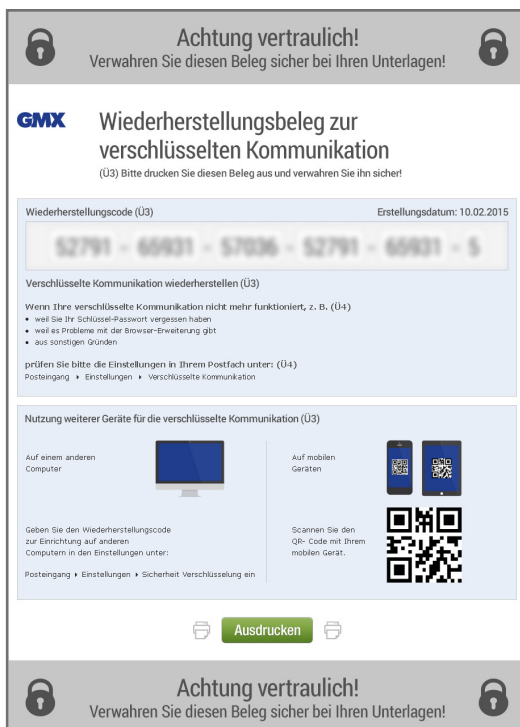 Achtung vertraulich!
Verwahren Sie diesen Beleg sicher bei Ihren Unterlagen!
GMX
Wiederherstellungsbeleg zur
verschlüsselten Kommunikation
(Ü3) Bitte drucken Sie diesen Beleg aus und verwahren Sie ihn sicher!
Wiederherstellungscode (Ü3) Erstellungsdatum: 10.02.2015
Verschlüsselte Kommunikation wiederherstellen (Ü3)
Wenn Ihre verschlüsselte Kommunikation nicht mehr funktioniert, z. B. (Ü4)
• weil Sie Ihr Schlüssel-Passwort vergessen haben
• weil es Probleme mit der Browser-Erweiterung gibt
• aus sonstigen Gründen
prüfen Sie bitte die Einstellungen in Ihrem Postfach unter: (Ü4)
Posteingang ▸ Einstellungen ▸ Verschlüsselte Kommunikation
Nutzung weiterer Geräte für die verschlüsselte Kommunikation (Ü3)
Auf einem anderen
Computer
Geben Sie den Wiederherstellungscode
zur Einrichtung auf anderen
Computern in den Einstellungen unter:
Posteingang ▸ Einstellungen ▸ Sicherheit Verschlüsselung ein
Auf mobilen
Geräten
Scannen Sie den
QR- Code mit Ihrem
mobilen Gerät.
Ausdrucken
Achtung vertraulich!
Verwahren Sie diesen Beleg sicher bei Ihren Unterlagen!